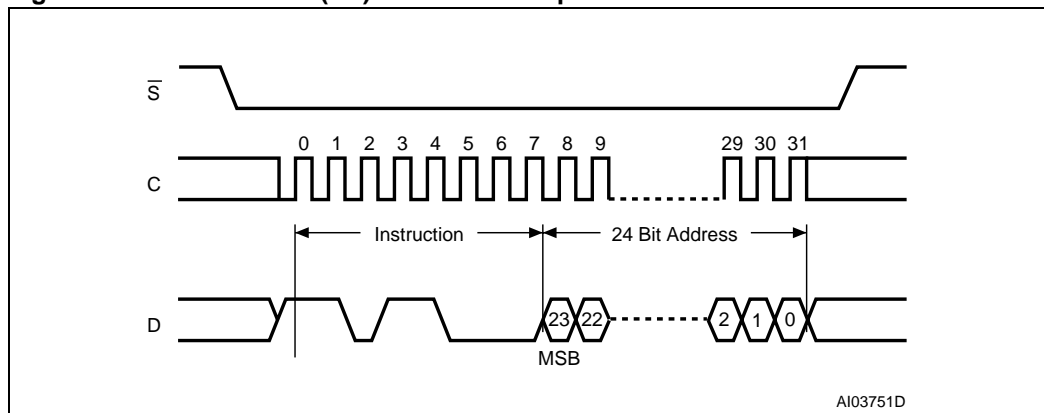 S
0 1 2 3 4 5 6 7 8 9 29 30 31
C
Instruction 24 Bit Address
D 23 22 2 1 0
MSB
AI03751D